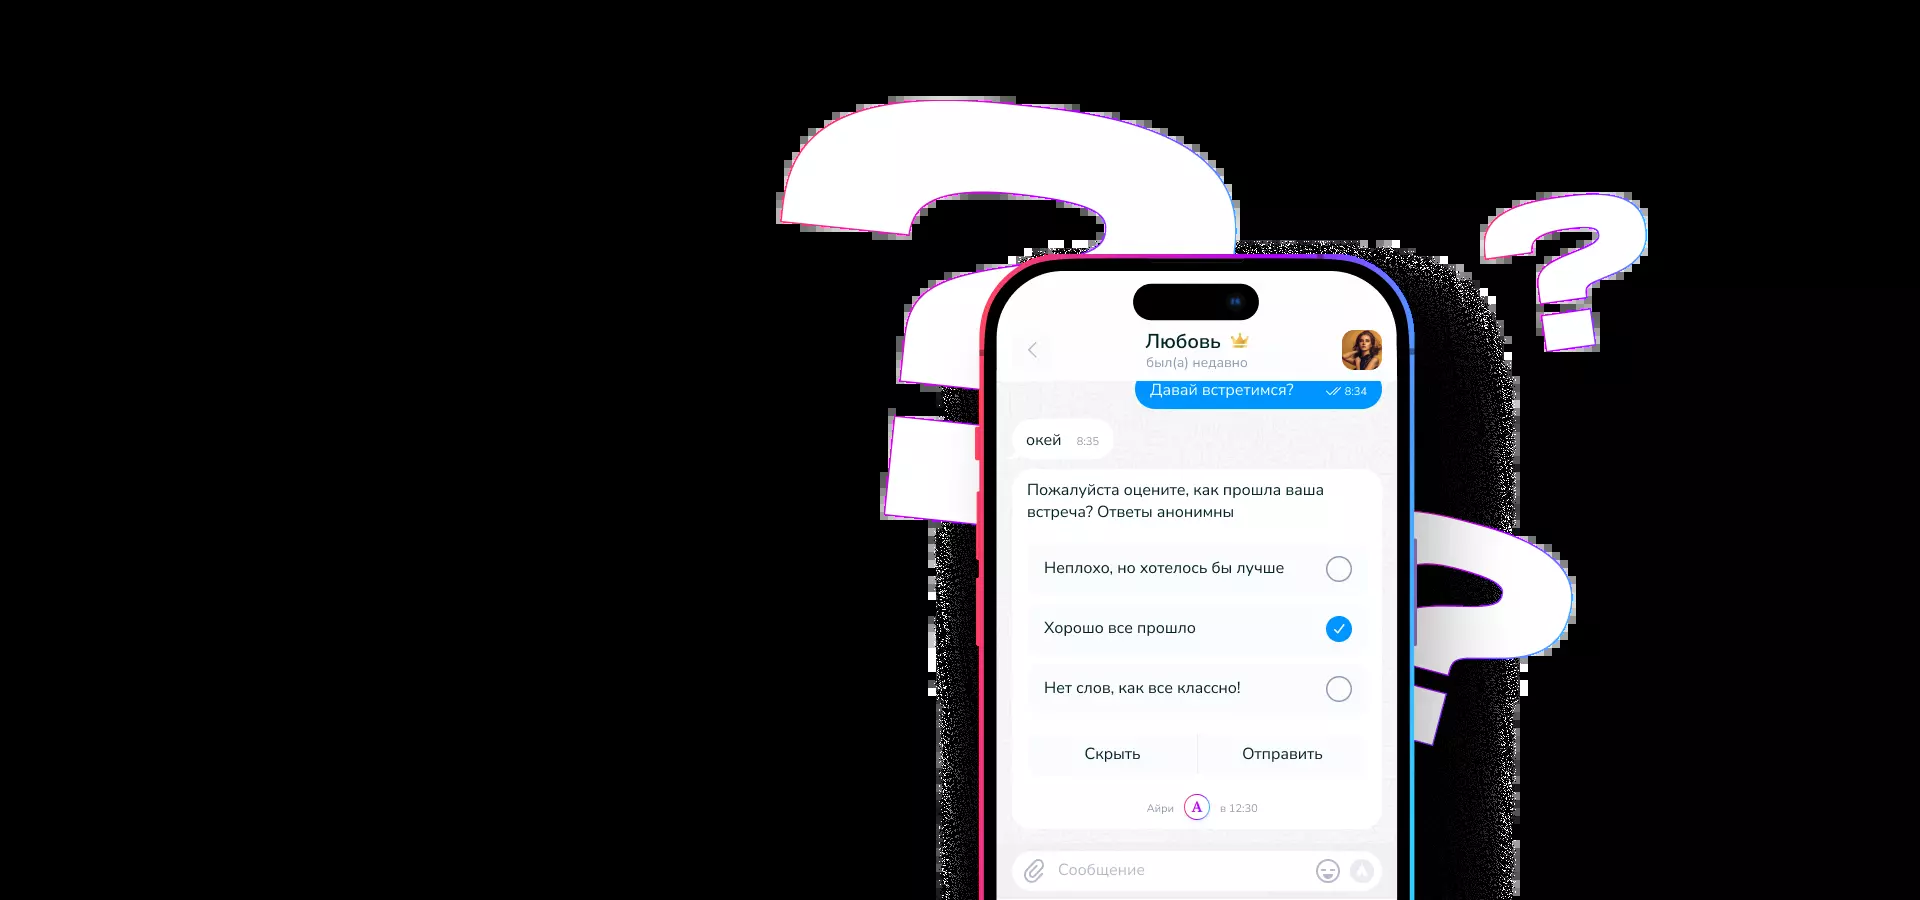 ?
?
Любовь
был(а) недавно
Давай встретимся? 8:34
окей 8:35
Пожалуйста оцените, как прошла ваша
встреча? Ответы анонимны
Неплохо, но хотелось бы лучше
Хорошо все прошло
Нет слов, как все классно!
?
Скрыть Отправить
Айри A в 12:30
Сообщение